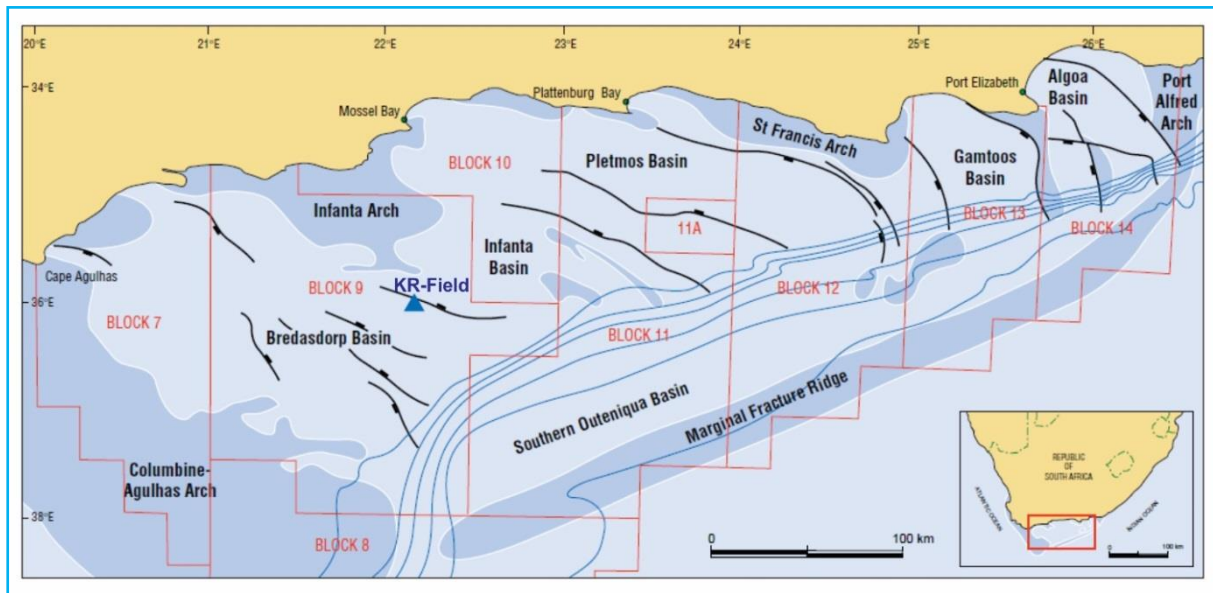 20°E
21°E
22°E
23°E
24°E
25°E
26°E
34°E
36°E
38°E
Mossel Bay
Plattenburg Bay
Port Elizabeth
Algoa
Basin
Port
Alfred
Arch
St Francis Arch
Gamtoos
Basin
BLOCK 10
Pletmos Basin
Infanta Arch
Infanta
Basin
11A
BLOCK 13
BLOCK 14
Cape Agulhas
BLOCK 7
BLOCK 9
KR-Field
Bredasdorp Basin
BLOCK 11
BLOCK 12
Southern Outeniqua Basin
Marginal Fracture Ridge
Columbine-
Agulhas Arch
BLOCK 8
0
100 km
REPUBLIC
OF
SOUTH AFRICA
ATLANTIC OCEAN
INDIAN OCEAN
0
100 km